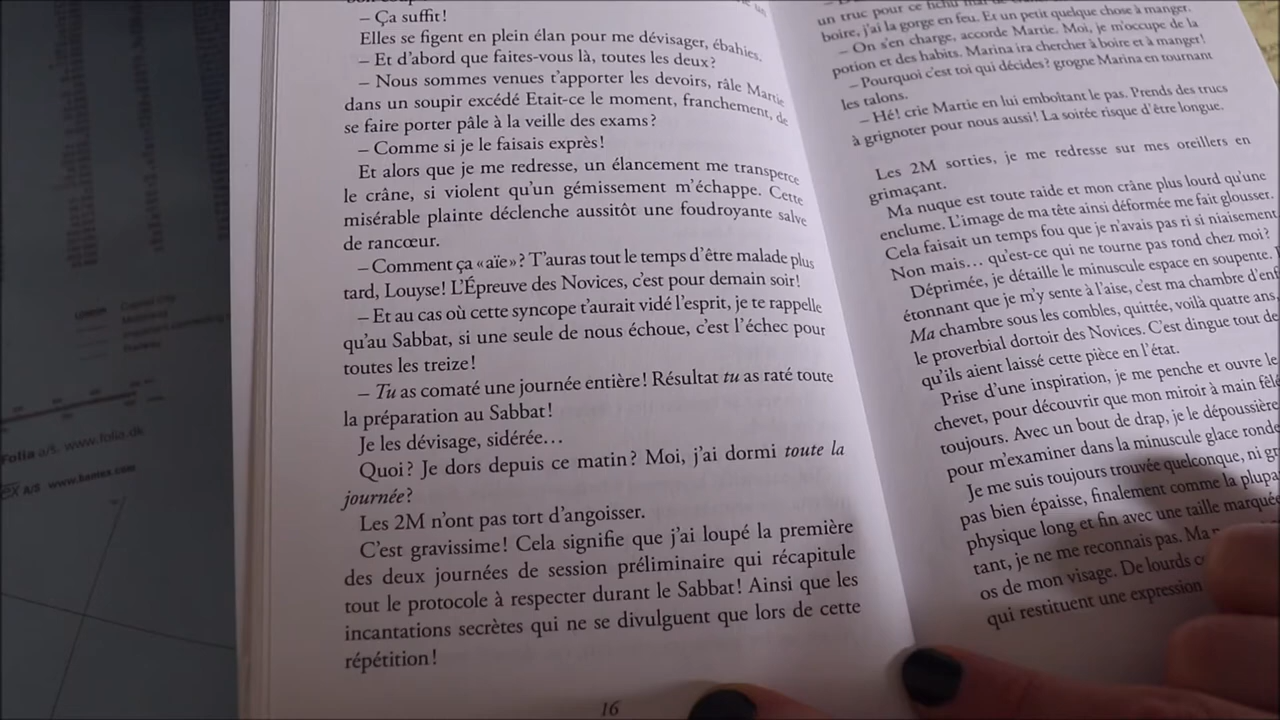 – Ça suffit!
Elles se figent en plein élan pour me dévisager, ébahies.
– Et d'abord que faites-vous là, toutes les deux?
– Nous sommes venues t'apporter les devoirs, râle Martie
dans un soupir excédé Etait-ce le moment, franchement, de
se faire porter pâle à la veille des exams?
– Comme si je le faisais exprès!
Et alors que je me redresse, un élancement me transperce
le crâne, si violent qu'un gémissement m'échappe. Cette
misérable plainte déclenche aussitôt une foudroyante salve
de rancœur.
– Comment ça «aïe»? T'auras tout le temps d'être malade plus
tard, Louyse! L'Épreuve des Novices, c'est pour demain soir!
– Et au cas où cette syncope t'aurait vidé l'esprit, je te rappelle
qu'au Sabbat, si une seule de nous échoue, c'est l'échec pour
toutes les treize!
– Tu as comaté une journée entière! Résultat tu as raté toute
la préparation au Sabbat!
Je les dévisage, sidérée…
Quoi? Je dors depuis ce matin? Moi, j'ai dormi toute la
journée?
Les 2M n'ont pas tort d'angoisser.
C'est gravissime! Cela signifie que j'ai loupé la première
des deux journées de session préliminaire qui récapitule
tout le protocole à respecter durant le Sabbat! Ainsi que les
incantations secrètes qui ne se divulguent que lors de cette
répétition!
16
un truc pour ce fichu mal de
boire, j'ai la gorge en feu. Et un petit quelque chose à manger.
– On s'en charge, accorde Martie. Moi, je m'occupe de la
potion et des habits. Marina ira chercher à boire et à manger!
– Pourquoi c'est toi qui décides? grogne Marina en tournant
les talons.
– Hé! crie Martie en lui emboîtant le pas. Prends des trucs
à grignoter pour nous aussi! La soirée risque d'être longue.
Les 2M sorties, je me redresse sur mes oreillers en
grimaçant.
Ma nuque est toute raide et mon crâne plus lourd qu'une
enclume. L'image de ma tête ainsi déformée me fait glousser.
Cela faisait un temps fou que je n'avais pas ri si niaisement
Non mais… qu'est-ce qui ne tourne pas rond chez moi?
Déprimée, je détaille le minuscule espace en soupente.
étonnant que je m'y sente à l'aise, c'est ma chambre d'enf
Ma chambre sous les combles, quittée, voilà quatre ans,
le proverbial dortoir des Novices. C'est dingue tout de
qu'ils aient laissé cette pièce en l'état.
Prise d'une inspiration, je me penche et ouvre le
chevet, pour découvrir que mon miroir à main fêlé
toujours. Avec un bout de drap, je le dépoussière
pour m'examiner dans la minuscule glace ronde
Je me suis toujours trouvée quelconque, ni gr
pas bien épaisse, finalement comme la plupa
physique long et fin avec une taille marquée
tant, je ne me reconnais pas. Ma
os de mon visage. De lourds c
qui restituent une expression
Folia a/s. www.folia.dk
A/S www.bamex.com